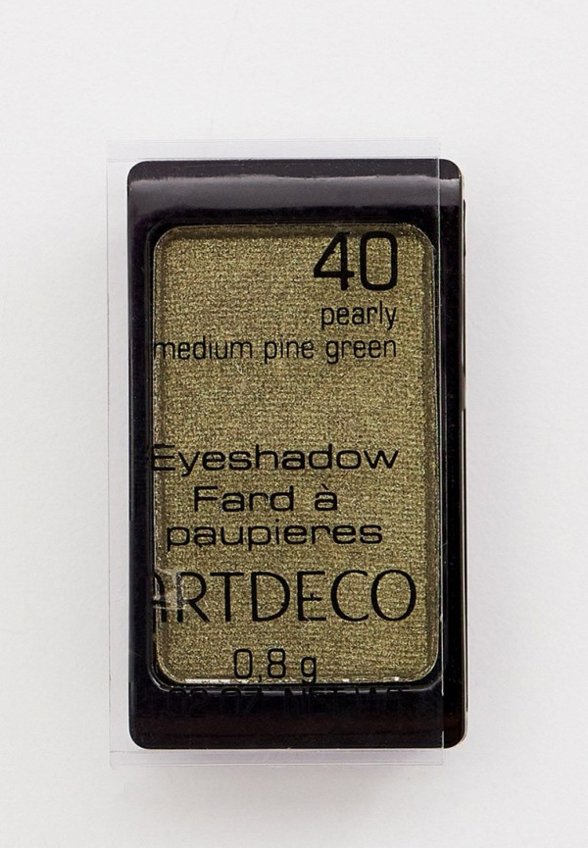 40
pearly
medium pine green
Eyeshadow
Fard à
paupieres
ARTDECO
0,8 g